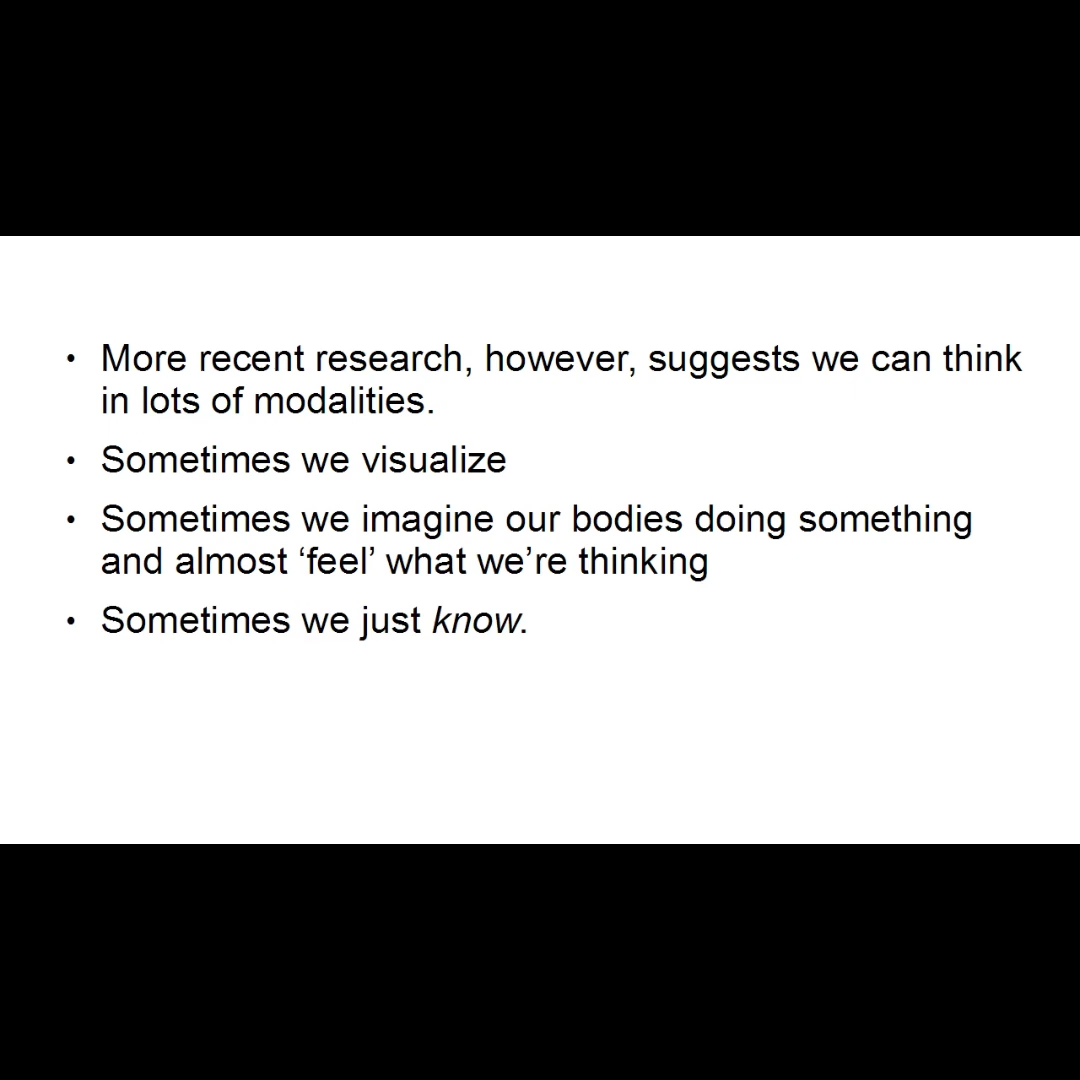 • More recent research, however, suggests we can think
in lots of modalities.
• Sometimes we visualize
• Sometimes we imagine our bodies doing something
and almost ‘feel’ what we’re thinking
• Sometimes we just know.